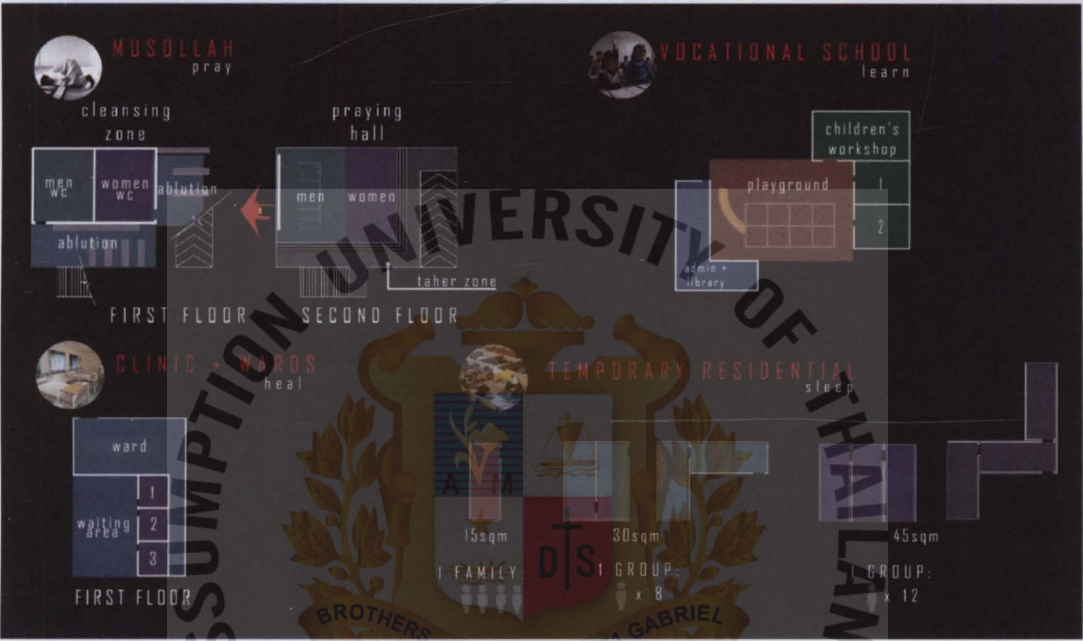 MUSOLLAH
pray
cleansing
zone
praying
hall
men
wc
women
wc
ablution
ablution
men
women
taher zone
FIRST FLOOR
SECOND FLOOR
VOCATIONAL SCHOOL
learn
children's
workshop
playground
1
2
admin +
library
CLINIC + WARDS
heal
ward
waiting
area
1
2
3
FIRST FLOOR
TEMPORARY RESIDENTIAL
sleep
15sqm
1 FAMILY:
30sqm
1 GROUP:
x 8
45sqm
1 GROUP:
x 12
ASSUMPTION UNIVERSITY OF THAILAN
A M
D S
BROTHERS
GABRIEL